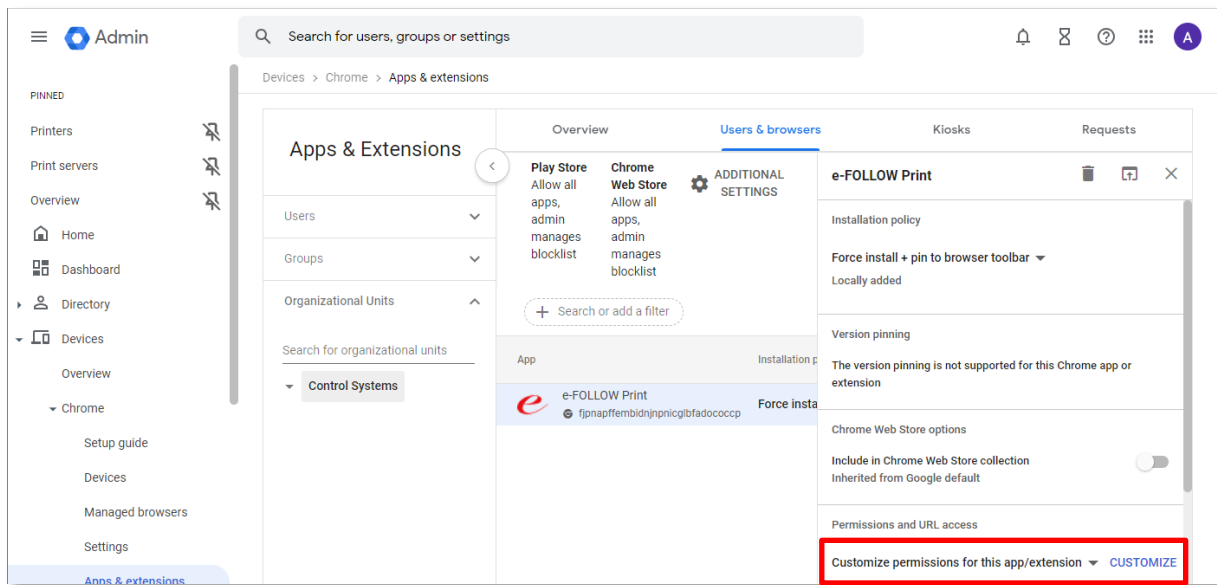 Admin
Search for users, groups or settings
A
Devices > Chrome > Apps & extensions
PINNED
Printers
Print servers
Overview
Home
Dashboard
Directory
Devices
Overview
Chrome
Setup guide
Devices
Managed browsers
Settings
Apps & extensions
Apps & Extensions
Users
Groups
Organizational Units
Search for organizational units
Control Systems
Overview
Users & browsers
Kiosks
Requests
Play Store
Allow all
apps,
admin
manages
blocklist
Chrome
Web Store
Allow all
apps,
admin
manages
blocklist
ADDITIONAL
SETTINGS
Search or add a filter
App
Installation p
e-FOLLOW Print
fjpnapffembidnjnpnicglbfadococcp
Force insta
e-FOLLOW Print
Installation policy
Force install + pin to browser toolbar
Locally added
Version pinning
The version pinning is not supported for this Chrome app or
extension
Chrome Web Store options
Include in Chrome Web Store collection
Inherited from Google default
Permissions and URL access
Customize permissions for this app/extension
CUSTOMIZE